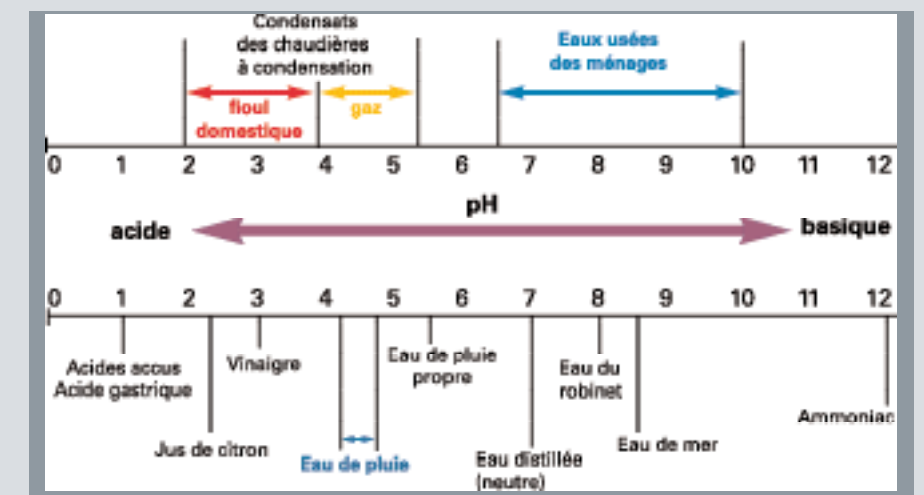 Condensats
des chaudières
à condensation
Eaux usées
des ménages
fioul
domestique
gaz
0 1 2 3 4 5 6 7 8 9 10 11 12
pH
acide
basique
0 1 2 3 4 5 6 7 8 9 10 11 12
Acides accus
Acide gastrique
Vinaigre
Eau de pluie
propre
Eau du
robinet
Ammoniac
Jus de citron
Eau de pluie
Eau distillée
(neutre)
Eau de mer